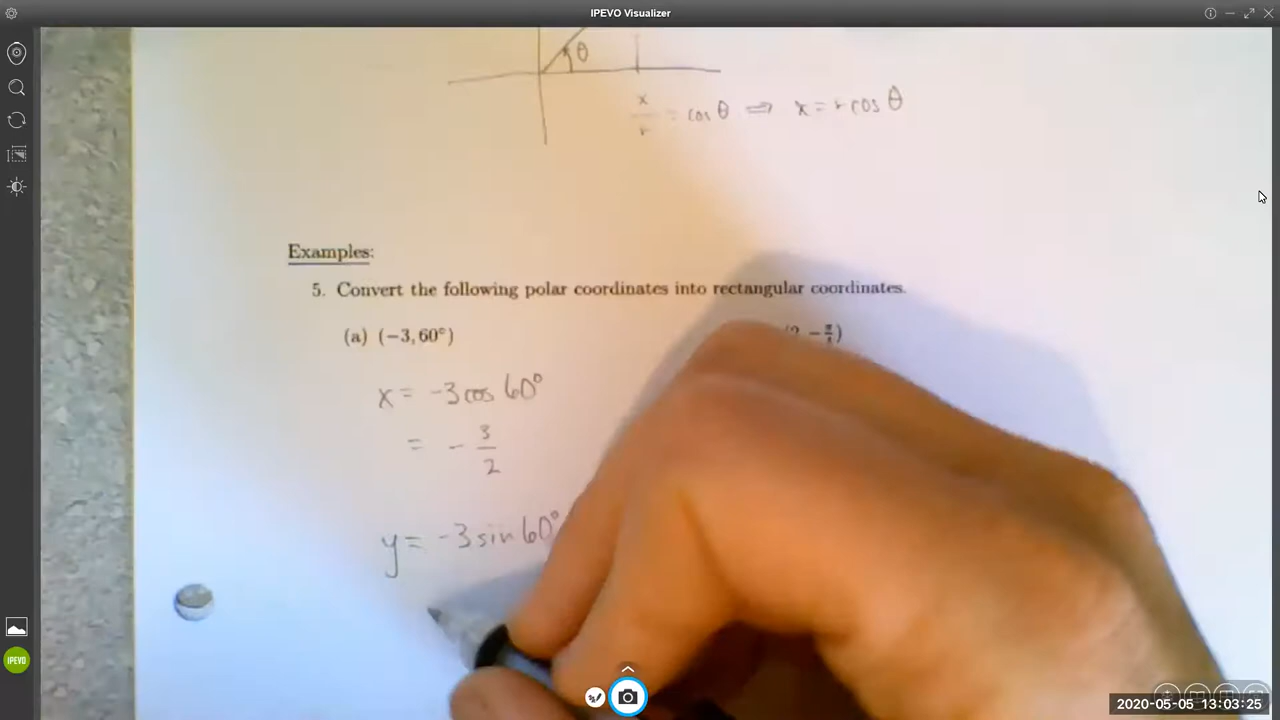 IPEVO Visualizer
θ
x/r = cos θ ⇒ x = r cos θ
Examples:
5. Convert the following polar coordinates into rectangular coordinates.
(a) (−3, 60°)
x = -3 cos 60°
= - 3/2
y = -3 sin 60°
IPEVO
2020-05-05 13:03:25